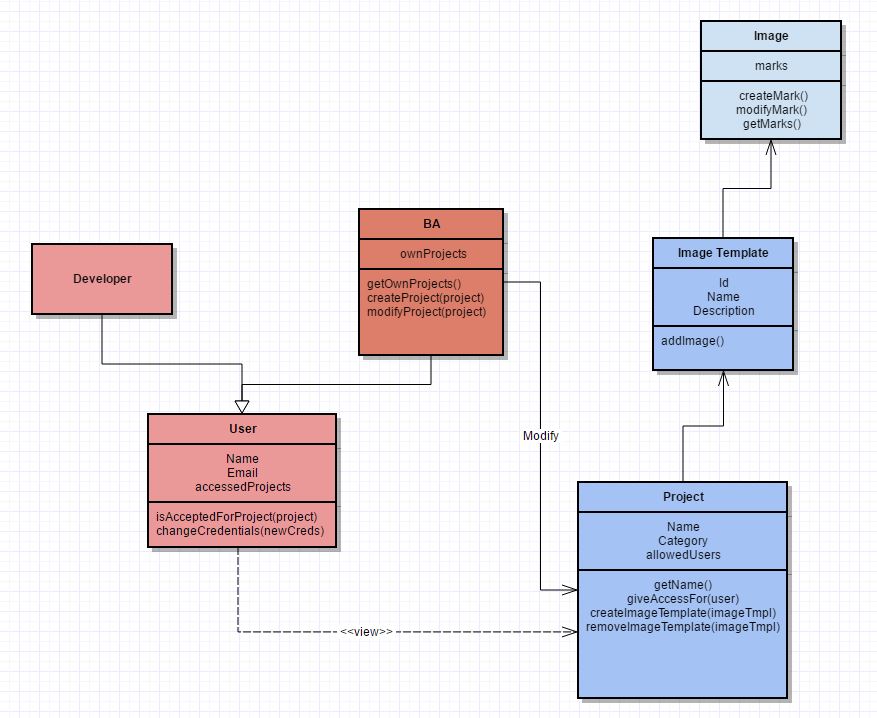 Image
marks
createMark()
modifyMark()
getMarks()
BA
ownProjects
getOwnProjects()
createProject(project)
modifyProject(project)
Developer
Image Template
Id
Name
Description
addImage()
User
Name
Email
accessedProjects
isAcceptedForProject(project)
changeCredentials(newCreds)
Modify
Project
Name
Category
allowedUsers
getName()
giveAccessFor(user)
createImageTemplate(imageTmpl)
removeImageTemplate(imageTmpl)
<<view>>